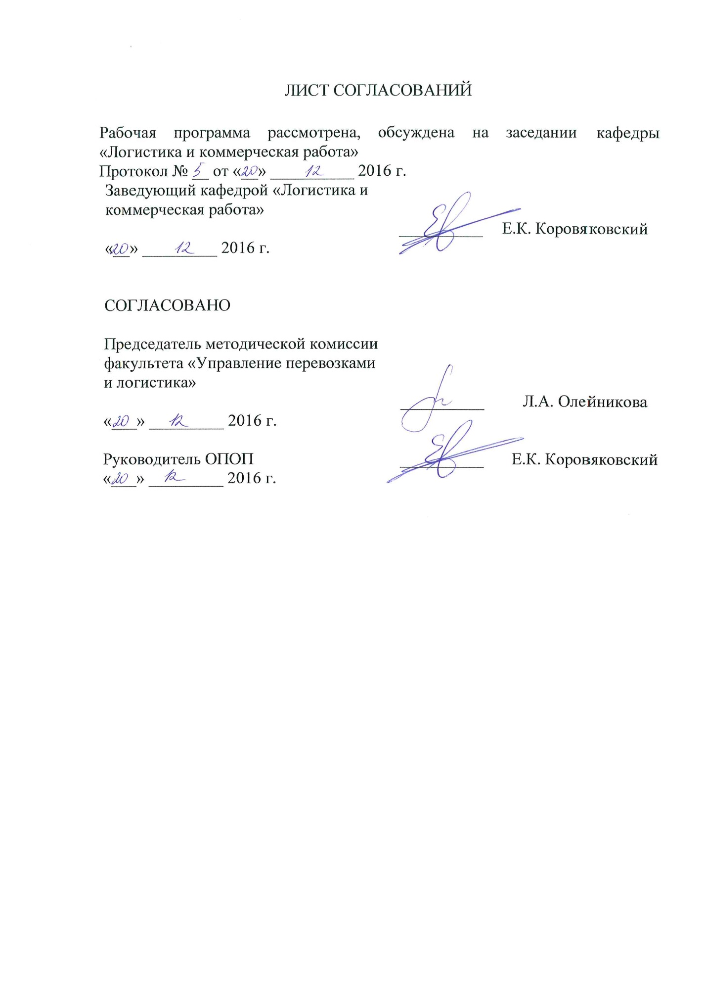 ЛИСТ СОГЛАСОВАНИЙ
Рабочая программа рассмотрена, обсуждена на заседании кафедры
«Логистика и коммерческая работа»
Протокол № 5 от «20» 12 2016 г.
Заведующий кафедрой «Логистика и
коммерческая работа»
Е.К. Коровяковский
«20» 12 2016 г.
СОГЛАСОВАНО
Председатель методической комиссии
факультета «Управление перевозками
и логистика»
Л.А. Олейникова
«20» 12 2016 г.
Руководитель ОПОП Е.К. Коровяковский
«20» 12 2016 г.